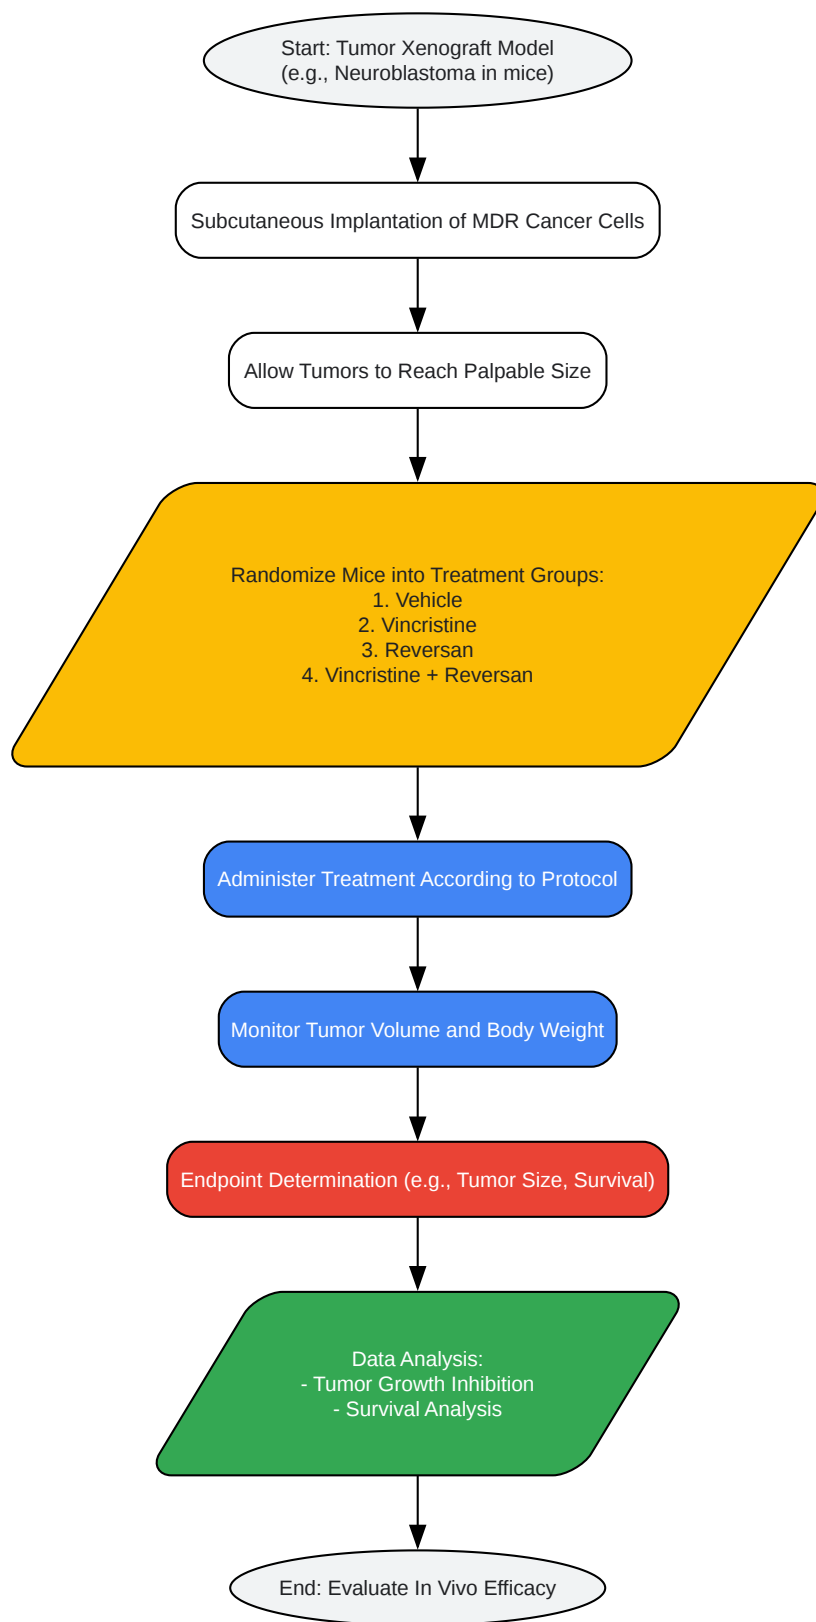 Start: Tumor Xenograft Model
(e.g., Neuroblastoma in mice)
Subcutaneous Implantation of MDR Cancer Cells
Allow Tumors to Reach Palpable Size
Randomize Mice into Treatment Groups:
1. Vehicle
2. Vincristine
3. Reversan
4. Vincristine + Reversan
Administer Treatment According to Protocol
Monitor Tumor Volume and Body Weight
Endpoint Determination (e.g., Tumor Size, Survival)
Data Analysis:
- Tumor Growth Inhibition
- Survival Analysis
End: Evaluate In Vivo Efficacy